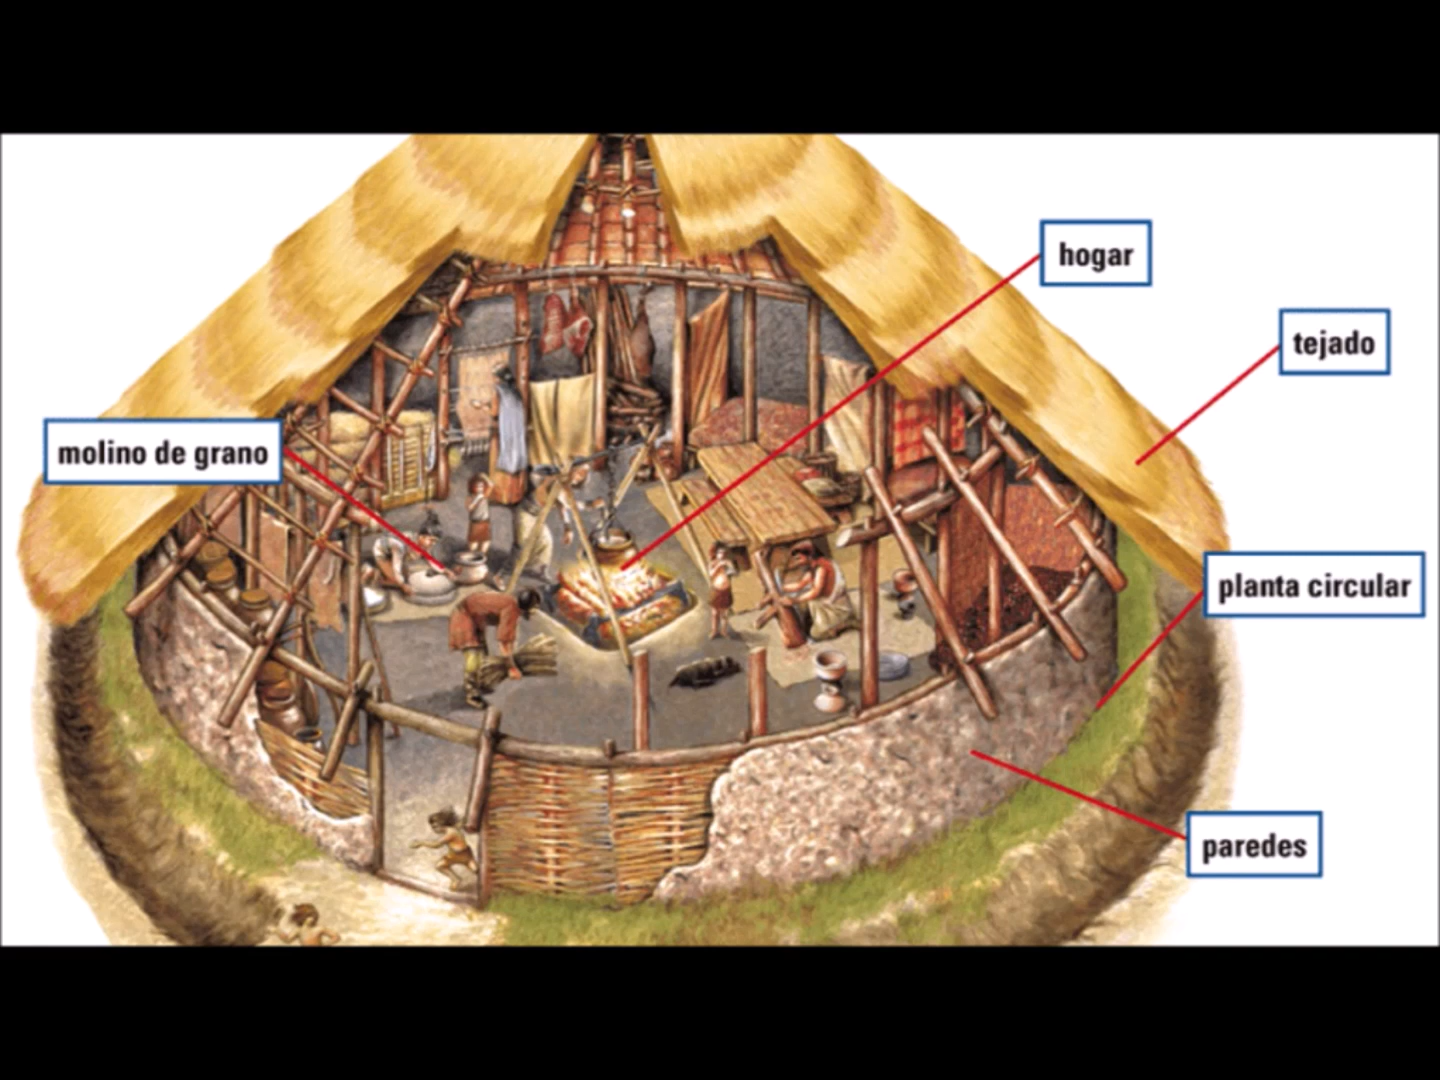 hogar
tejado
molino de grano
planta circular
paredes